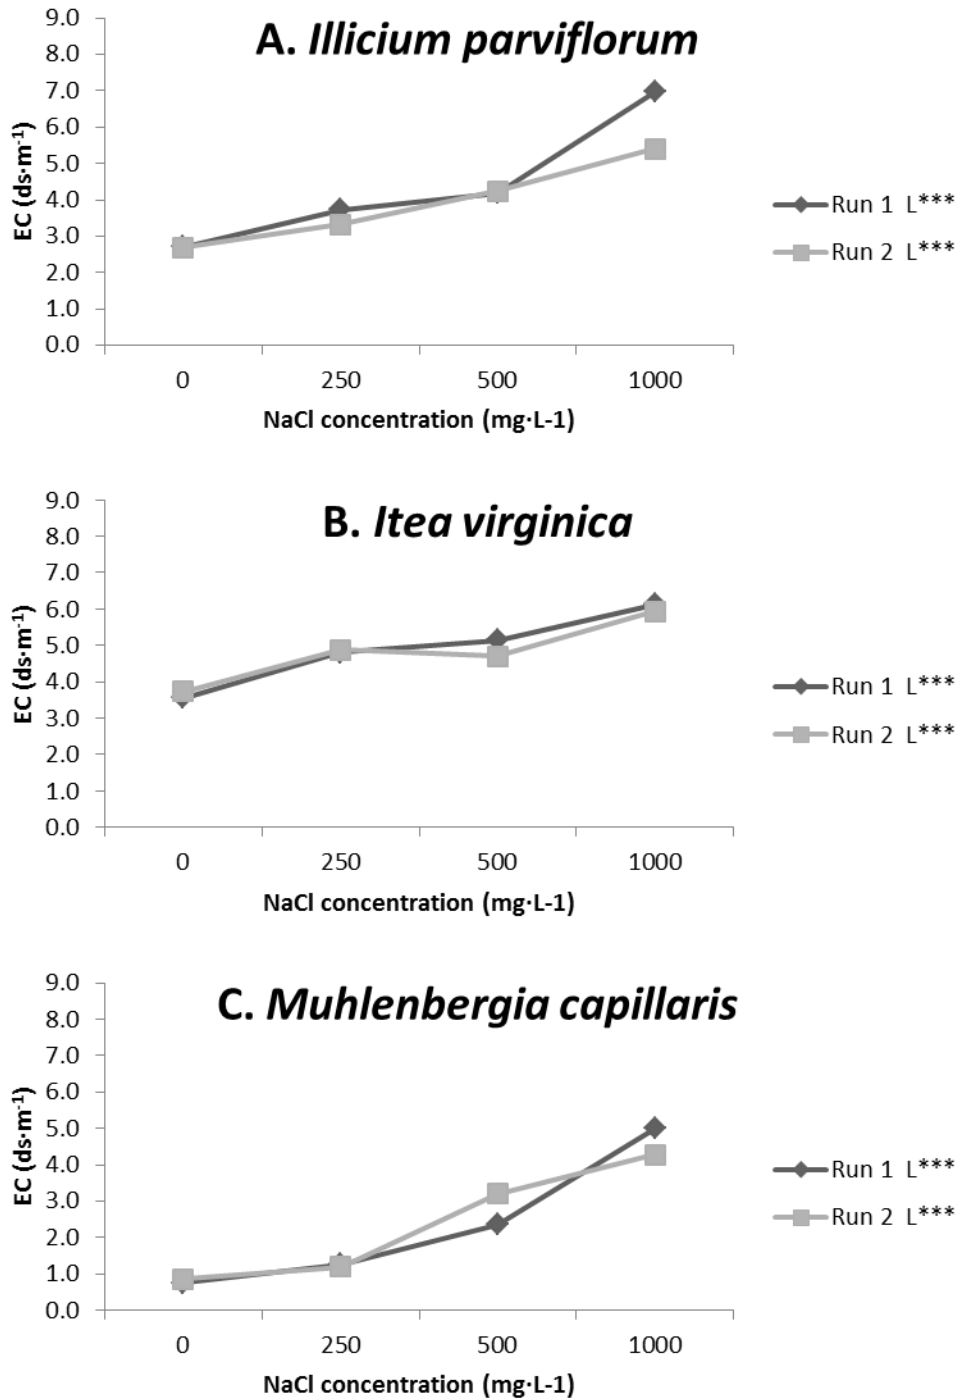 A. Illicium parviflorum
9.0
8.0
7.0
6.0
5.0
4.0
3.0
2.0
1.0
0.0
EC (ds·m-1)
0 250 500 1000
NaCl concentration (mg·L-1)
Run 1 L***
Run 2 L***
B. Itea virginica
9.0
8.0
7.0
6.0
5.0
4.0
3.0
2.0
1.0
0.0
EC (ds·m-1)
0 250 500 1000
NaCl concentration (mg·L-1)
Run 1 L***
Run 2 L***
C. Muhlenbergia capillaris
9.0
8.0
7.0
6.0
5.0
4.0
3.0
2.0
1.0
0.0
EC (ds·m-1)
0 250 500 1000
NaCl concentration (mg·L-1)
Run 1 L***
Run 2 L***